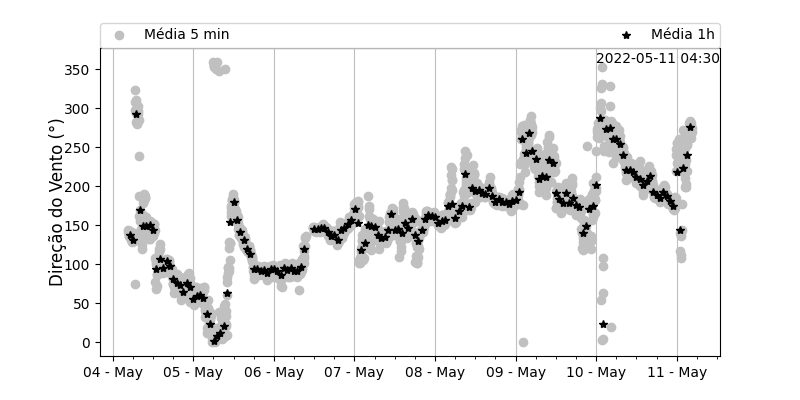 Média 5 min
Média 1h
2022-05-11 04:30
Direção do Vento (°)
350
300
250
200
150
100
50
0
04 - May
05 - May
06 - May
07 - May
08 - May
09 - May
10 - May
11 - May